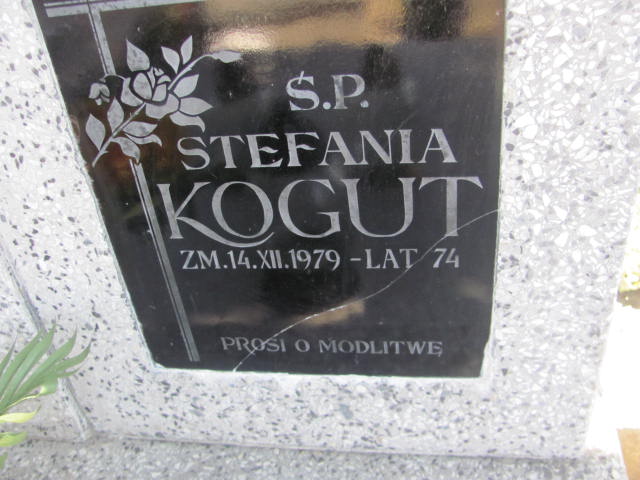 Ś.P.
STEFANIA
KOGUT
ZM.14.XII.1979 – LAT 74
PROSI O MODLITWĘ